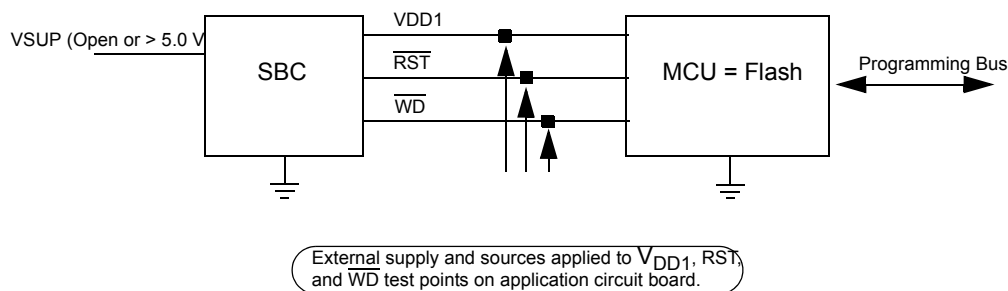 VDD1
VSUP (Open or > 5.0 V
SBC
RST
WD
MCU = Flash
Programming Bus
External supply and sources applied to VDD1, RST,
and WD test points on application circuit board.